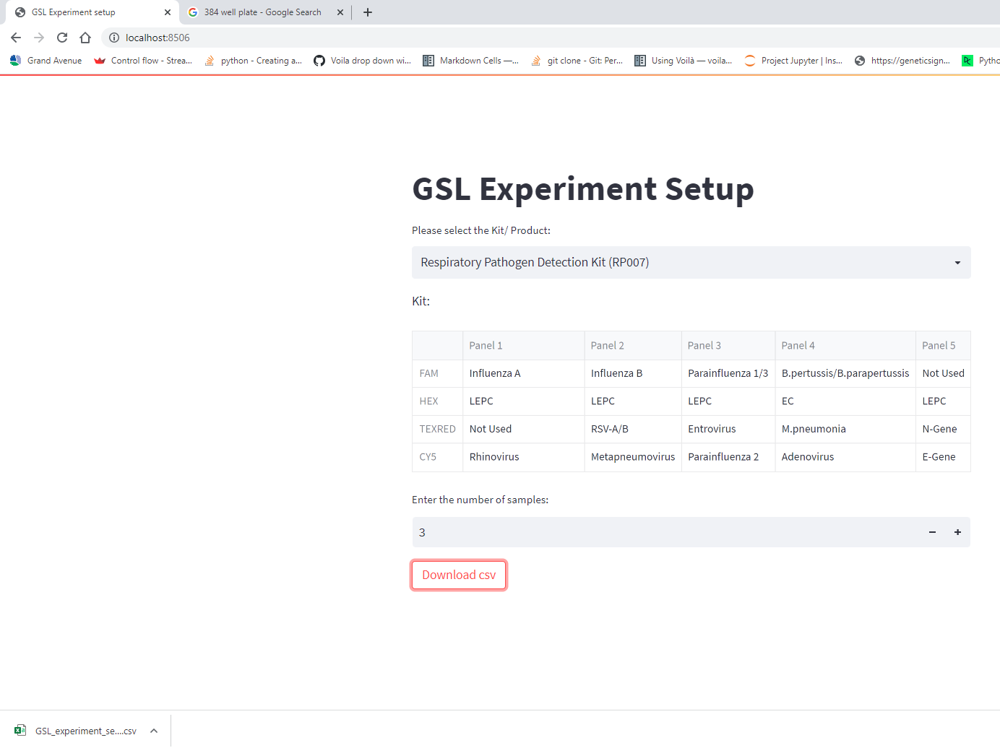 GSL Experiment setup
384 well plate - Google Search
localhost:8506
Grand Avenue Control flow - Strea... python - Creating a... Voila drop down wi... Markdown Cells —... git clone - Git: Per... Using Voilà — voila... Project Jupyter | Ins... https://geneticsign... Pytho
GSL Experiment Setup
Please select the Kit/ Product:
Respiratory Pathogen Detection Kit (RP007)
Kit:
Panel 1 Panel 2 Panel 3 Panel 4 Panel 5
FAM Influenza A Influenza B Parainfluenza 1/3 B.pertussis/B.parapertussis Not Used
HEX LEPC LEPC LEPC EC LEPC
TEXRED Not Used RSV-A/B Entrovirus M.pneumonia N-Gene
CY5 Rhinovirus Metapneumovirus Parainfluenza 2 Adenovirus E-Gene
Enter the number of samples:
3
Download csv
GSL_experiment_se....csv